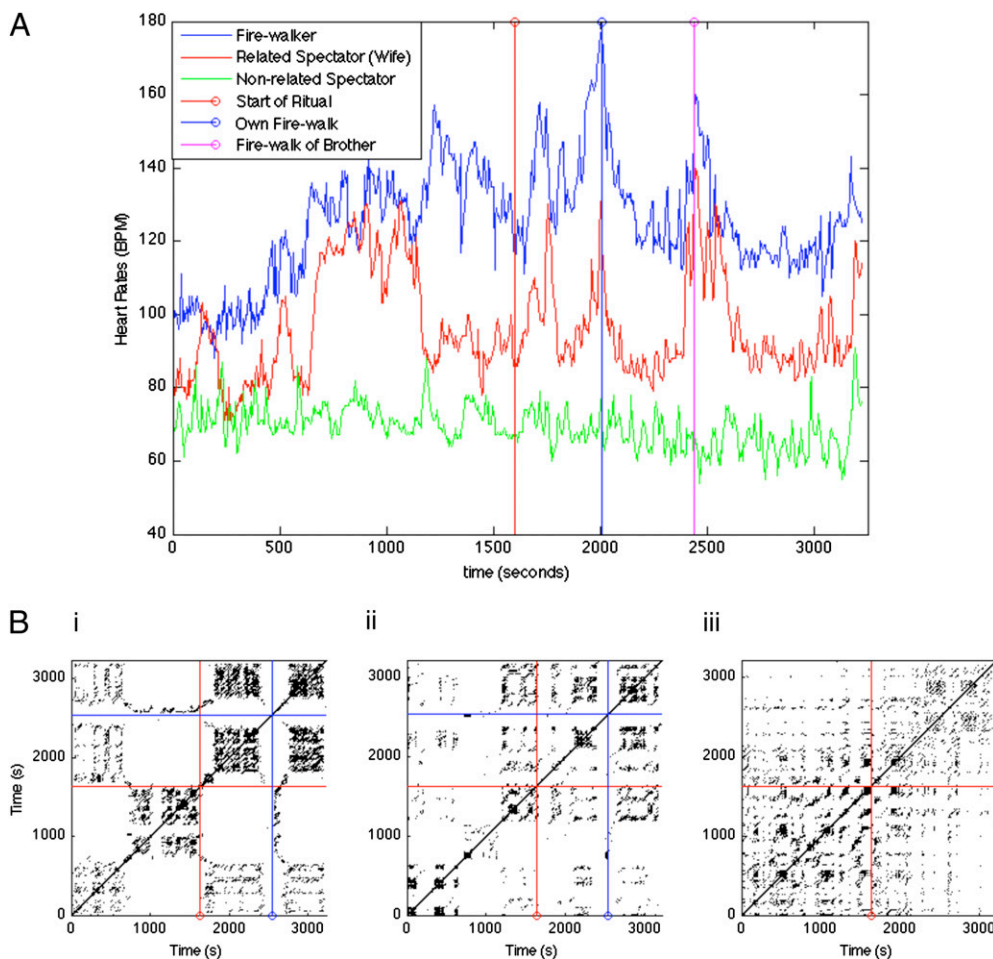 A
Fire-walker
Related Spectator (Wife)
Non-related Spectator
Start of Ritual
Own Fire-walk
Fire-walk of Brother
Heart Rates (BPM)
180
160
140
120
100
80
60
40
0 500 1000 1500 2000 2500 3000
time (seconds)
B
i ii iii
Time (s)
3000
2000
1000
0
0 1000 2000 3000
Time (s)
3000
2000
1000
0
0 1000 2000 3000
Time (s)
3000
2000
1000
0
0 1000 2000 3000
Time (s)